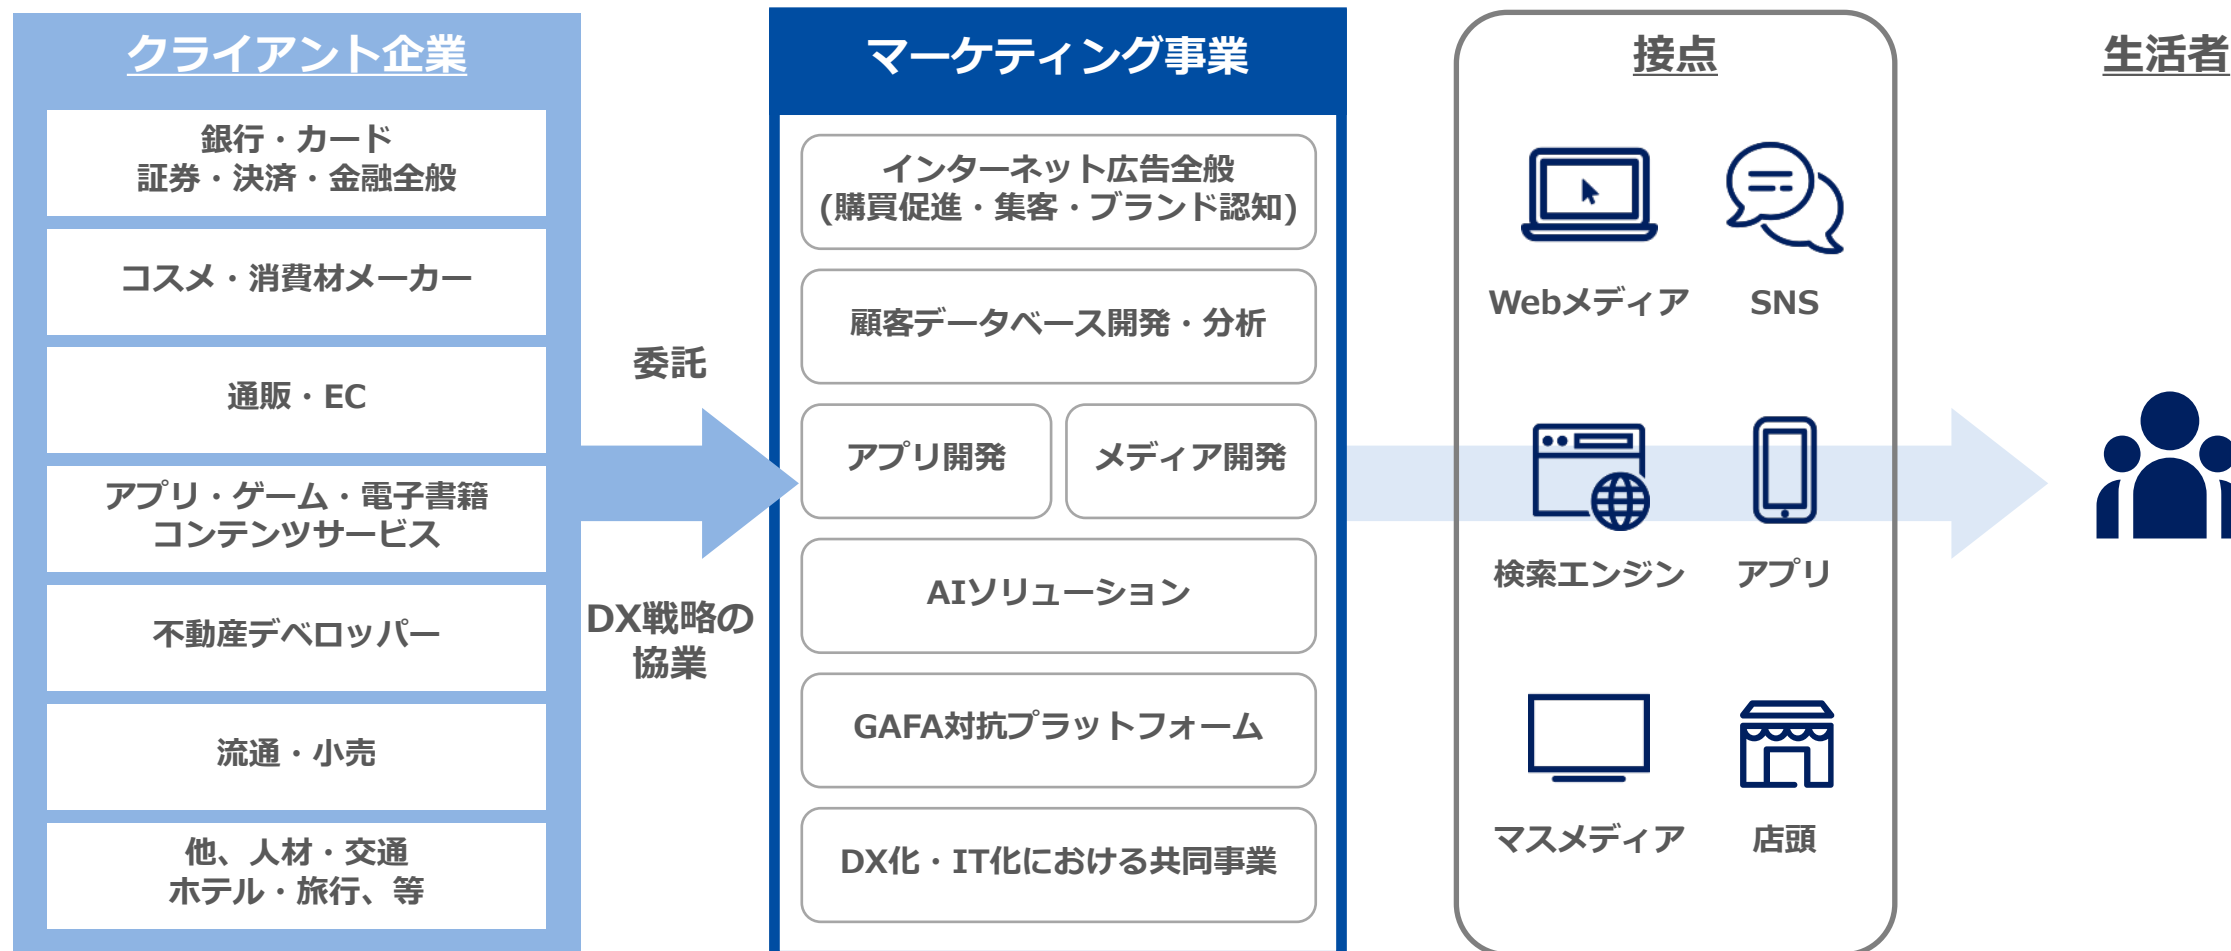 クライアント企業
銀行・カード
証券・決済・金融全般
コスメ・消費材メーカー
通販・EC
アプリ・ゲーム・電子書籍
コンテンツサービス
不動産デベロッパー
流通・小売
他、人材・交通
ホテル・旅行、等
委託
DX戦略の
協業
マーケティング事業
インターネット広告全般
(購買促進・集客・ブランド認知)
顧客データベース開発・分析
アプリ開発
メディア開発
AIソリューション
GAFA対抗プラットフォーム
DX化・IT化における共同事業
接点
Webメディア
SNS
検索エンジン
アプリ
マスメディア
店頭
生活者